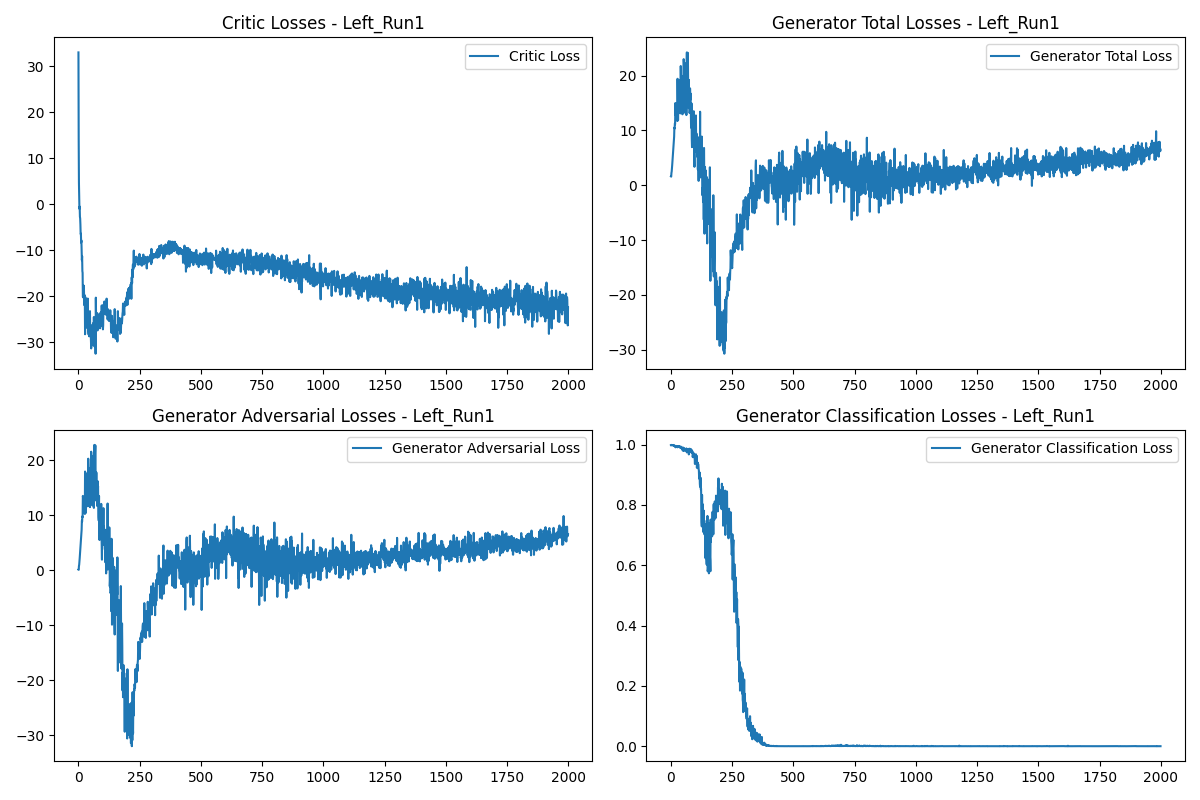 Critic Losses - Left_Run1
Critic Loss
30
20
10
0
−10
−20
−30
0 250 500 750 1000 1250 1500 1750 2000
Generator Total Losses - Left_Run1
Generator Total Loss
20
10
0
−10
−20
−30
0 250 500 750 1000 1250 1500 1750 2000
Generator Adversarial Losses - Left_Run1
Generator Adversarial Loss
20
10
0
−10
−20
−30
0 250 500 750 1000 1250 1500 1750 2000
Generator Classification Losses - Left_Run1
Generator Classification Loss
1.0
0.8
0.6
0.4
0.2
0.0
0 250 500 750 1000 1250 1500 1750 2000